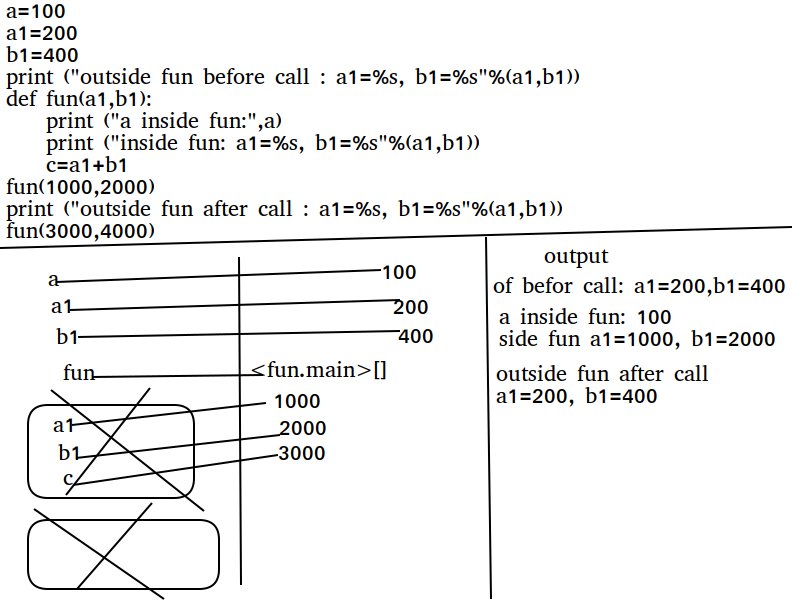 a=100
a1=200
b1=400
print ("outside fun before call : a1=%s, b1=%s"%(a1,b1))
def fun(a1,b1):
    print ("a inside fun:",a)
    print ("inside fun: a1=%s, b1=%s"%(a1,b1))
    c=a1+b1
fun(1000,2000)
print ("outside fun after call : a1=%s, b1=%s"%(a1,b1))
fun(3000,4000)
a 100
a1 200
b1 400
fun <fun.main>[]
a1 1000
b1 2000
c 3000
output
of befor call: a1=200,b1=400
a inside fun: 100
side fun a1=1000, b1=2000
outside fun after call
a1=200, b1=400